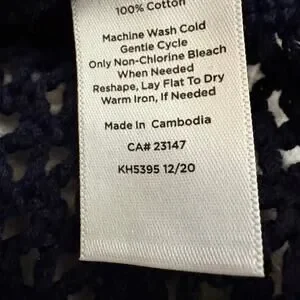 100% Cotton
Machine Wash Cold
Gentle Cycle
Only Non-Chlorine Bleach
When Needed
Reshape, Lay Flat To Dry
Warm Iron, If Needed
Made In Cambodia
CA# 23147
KH5395 12/20